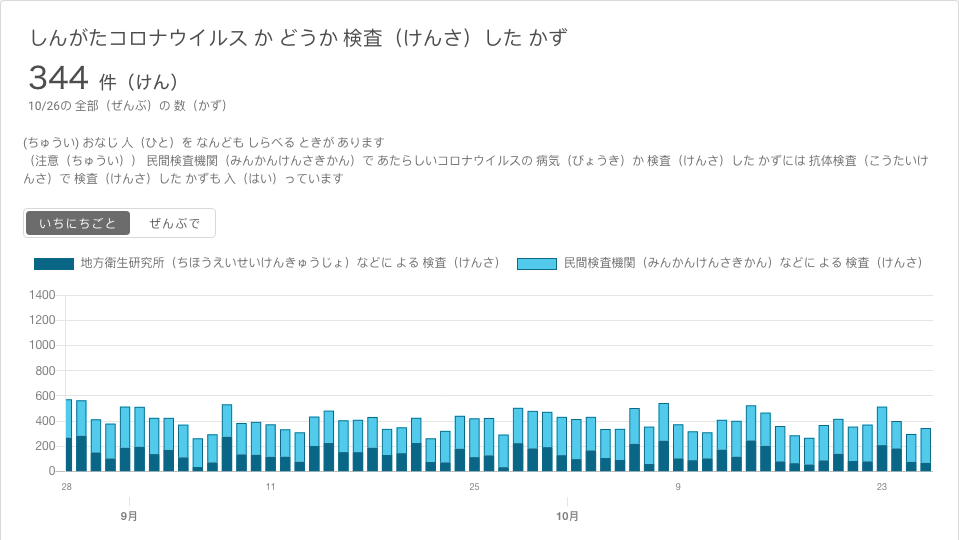 しんがたコロナウイルス か どうか 検査（けんさ）した かず
344 件（けん）
10/26の 全部（ぜんぶ）の 数（かず）
(ちゅうい) おなじ 人（ひと）を なんども しらべる ときが あります
（注意（ちゅうい）） 民間検査機関（みんかんけんさきかん）で あたらしいコロナウイルスの 病気（びょうき）か 検査（けんさ）した かずには 抗体検査（こうたいけ
んさ）で 検査（けんさ）した かずも 入（はい）っています
いちにちごと ぜんぶで
地方衛生研究所（ちほうえいせいけんきゅうじょ）などに よる 検査（けんさ） 民間検査機関（みんかんけんさきかん）などに よる 検査（けんさ）
1400
1200
1000
800
600
400
200
0
28 11 25 9 23
9月 10月